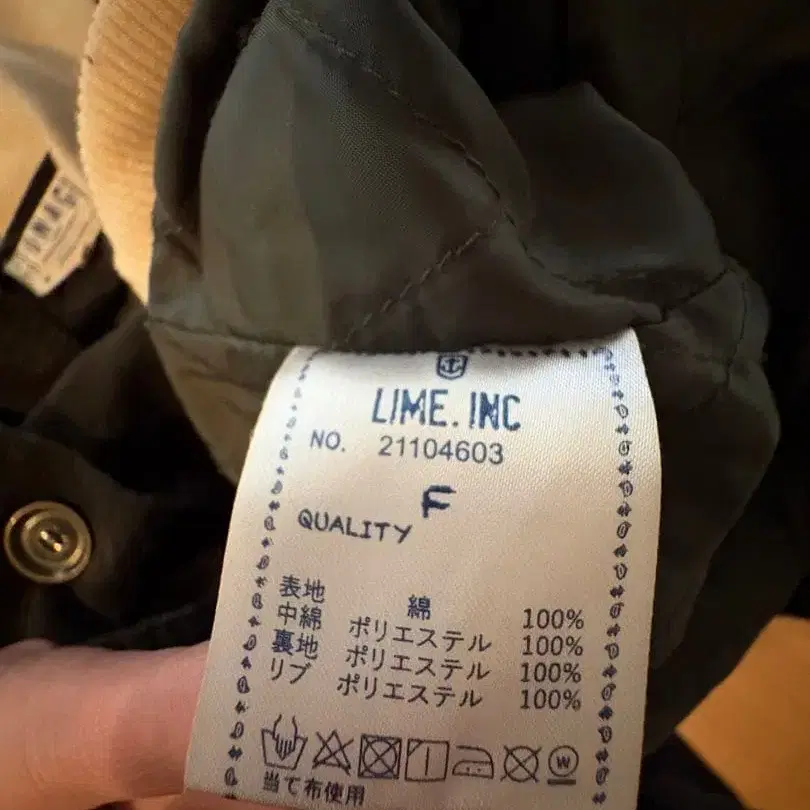 LIME.INC
NO. 21104603
F
QUALITY
表地 綿 100%
中綿 ポリエステル 100%
裏地 ポリエステル 100%
リブ ポリエステル 100%
W
当て布使用